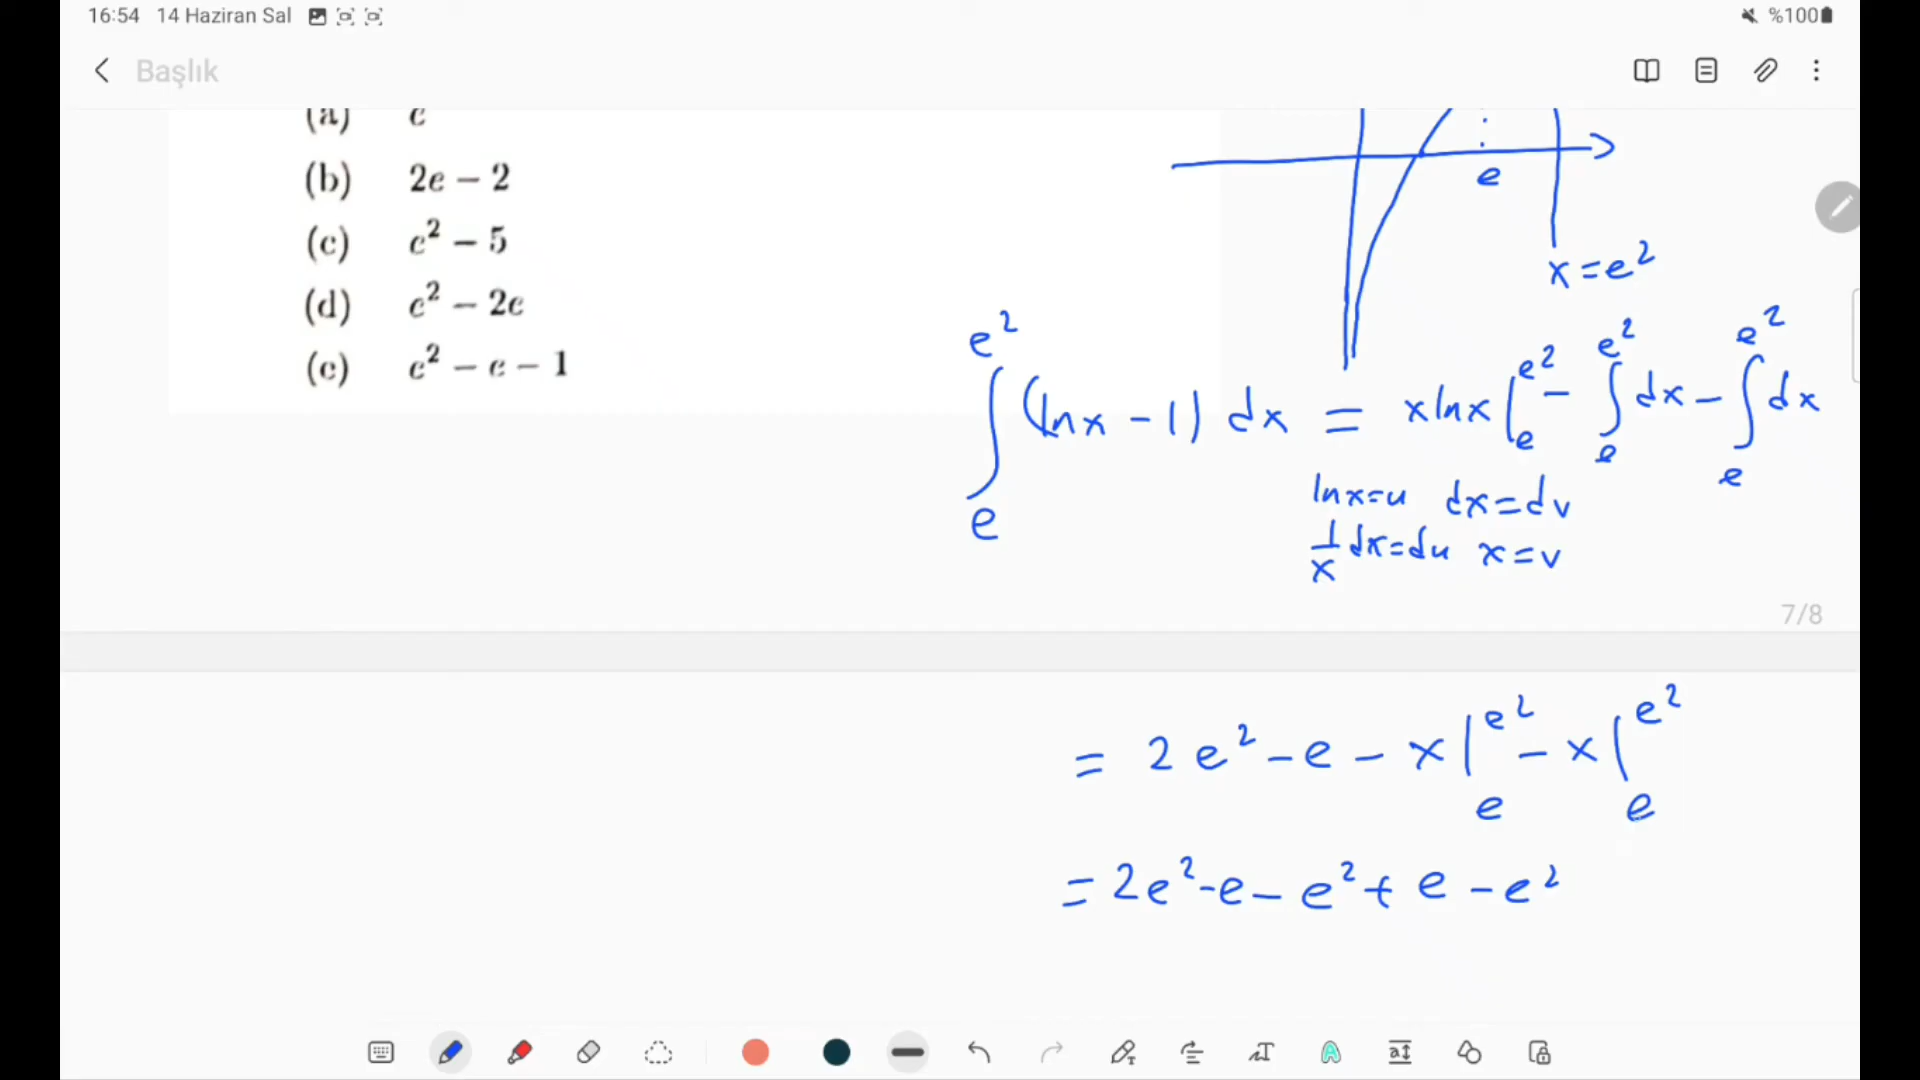 16:54 14 Haziran Sal
%100
Başlık
(a) e
(b) 2e − 2
(c) e² − 5
(d) e² − 2e
(e) e² − e − 1
e
x = e²
∫ₑ^{e²} (lnx − 1) dx = xlnx |ₑ^{e²} − ∫ₑ^{e²} dx − ∫ₑ^{e²} dx
lnx = u dx = dv
1/x dx = du x = v
7/8
= 2e² − e − x |ₑ^{e²} − x |ₑ^{e²}
= 2e² − e − e² + e − e²